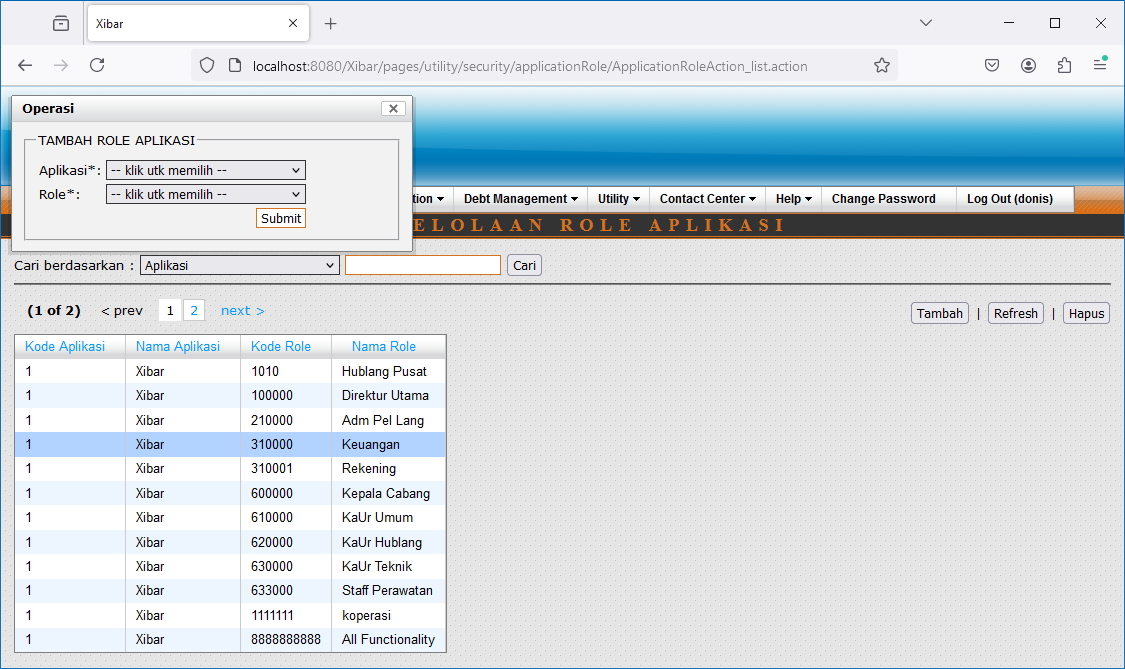 Xibar
localhost:8080/Xibar/pages/utility/security/applicationRole/ApplicationRoleAction_list.action
Operasi
TAMBAH ROLE APLIKASI
Aplikasi*: -- klik utk memilih --
Role*: -- klik utk memilih --
Submit
tion Debt Management Utility Contact Center Help Change Password Log Out (donis)
ELOLAAN ROLE APLIKASI
Cari berdasarkan : Aplikasi Cari
(1 of 2) < prev 1 2 next > Tambah | Refresh | Hapus
Kode Aplikasi Nama Aplikasi Kode Role Nama Role
1 Xibar 1010 Hublang Pusat
1 Xibar 100000 Direktur Utama
1 Xibar 210000 Adm Pel Lang
1 Xibar 310000 Keuangan
1 Xibar 310001 Rekening
1 Xibar 600000 Kepala Cabang
1 Xibar 610000 KaUr Umum
1 Xibar 620000 KaUr Hublang
1 Xibar 630000 KaUr Teknik
1 Xibar 633000 Staff Perawatan
1 Xibar 1111111 koperasi
1 Xibar 8888888888 All Functionality